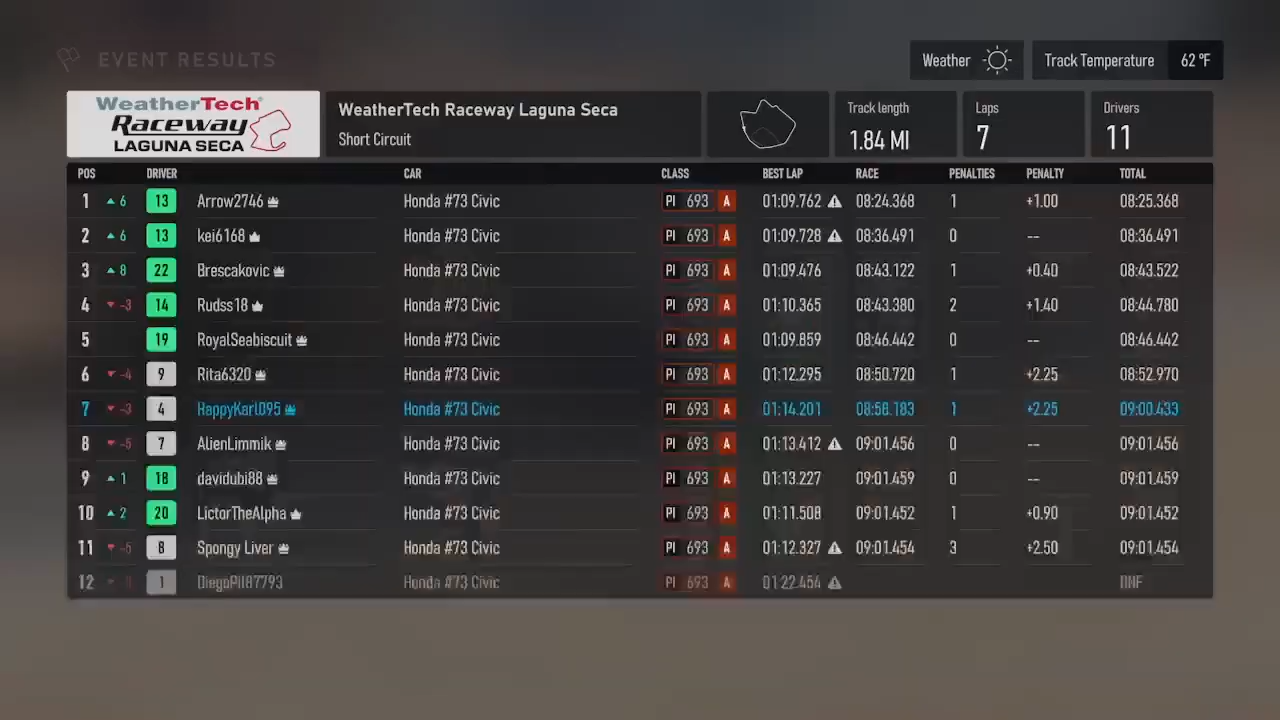 EVENT RESULTS
Weather
Track Temperature 62 °F
WeatherTech®
Raceway
LAGUNA SECA
WeatherTech Raceway Laguna Seca
Short Circuit
Track length
1.84 MI
Laps
7
Drivers
11
POS DRIVER CAR CLASS BEST LAP RACE PENALTIES PENALTY TOTAL
1 ▲ 6 13 Arrow2746 Honda #73 Civic PI 693 A 01:09.762 08:24.368 1 +1.00 08:25.368
2 ▲ 6 13 kei6168 Honda #73 Civic PI 693 A 01:09.728 08:36.491 0 -- 08:36.491
3 ▲ 8 22 Brescakovic Honda #73 Civic PI 693 A 01:09.476 08:43.122 1 +0.40 08:43.522
4 ▼ -3 14 Rudss18 Honda #73 Civic PI 693 A 01:10.365 08:43.380 2 +1.40 08:44.780
5 19 RoyalSeabiscuit Honda #73 Civic PI 693 A 01:09.859 08:46.442 0 -- 08:46.442
6 ▼ -4 9 Rita6320 Honda #73 Civic PI 693 A 01:12.295 08:50.720 1 +2.25 08:52.970
7 ▼ -3 4 HappyKarl095 Honda #73 Civic PI 693 A 01:14.201 08:58.183 1 +2.25 09:00.433
8 ▼ -5 7 AlienLimmik Honda #73 Civic PI 693 A 01:13.412 09:01.456 0 -- 09:01.456
9 ▲ 1 18 davidubi88 Honda #73 Civic PI 693 A 01:13.227 09:01.459 0 -- 09:01.459
10 ▲ 2 20 LictorTheAlpha Honda #73 Civic PI 693 A 01:11.508 09:01.452 1 +0.90 09:01.452
11 ▼ -5 8 Spongy Liver Honda #73 Civic PI 693 A 01:12.327 09:01.454 3 +2.50 09:01.454
12 1 Honda #73 Civic PI 693 A 01:22.454 DNF